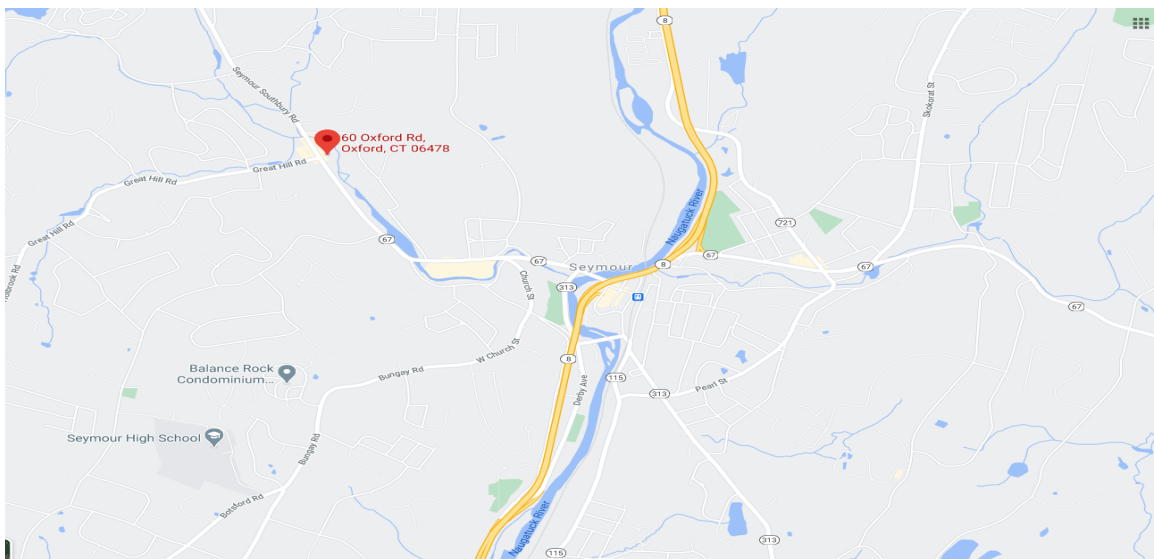 8
Seymour Southbury Rd
Skokorat St
60 Oxford Rd,
Oxford, CT 06478
Great Hill Rd
Great Hill Rd
Great Hill Rd
Naugatuck River
721
67
67
67
67
Seymour
8
67
Church St
313
67
8
W Church St
Balance Rock
Condominium...
Bungay Rd
115
Pearl St
313
Derby Ave
Seymour High School
Bungay Rd
Botsford Rd
Naugatuck River
115
313